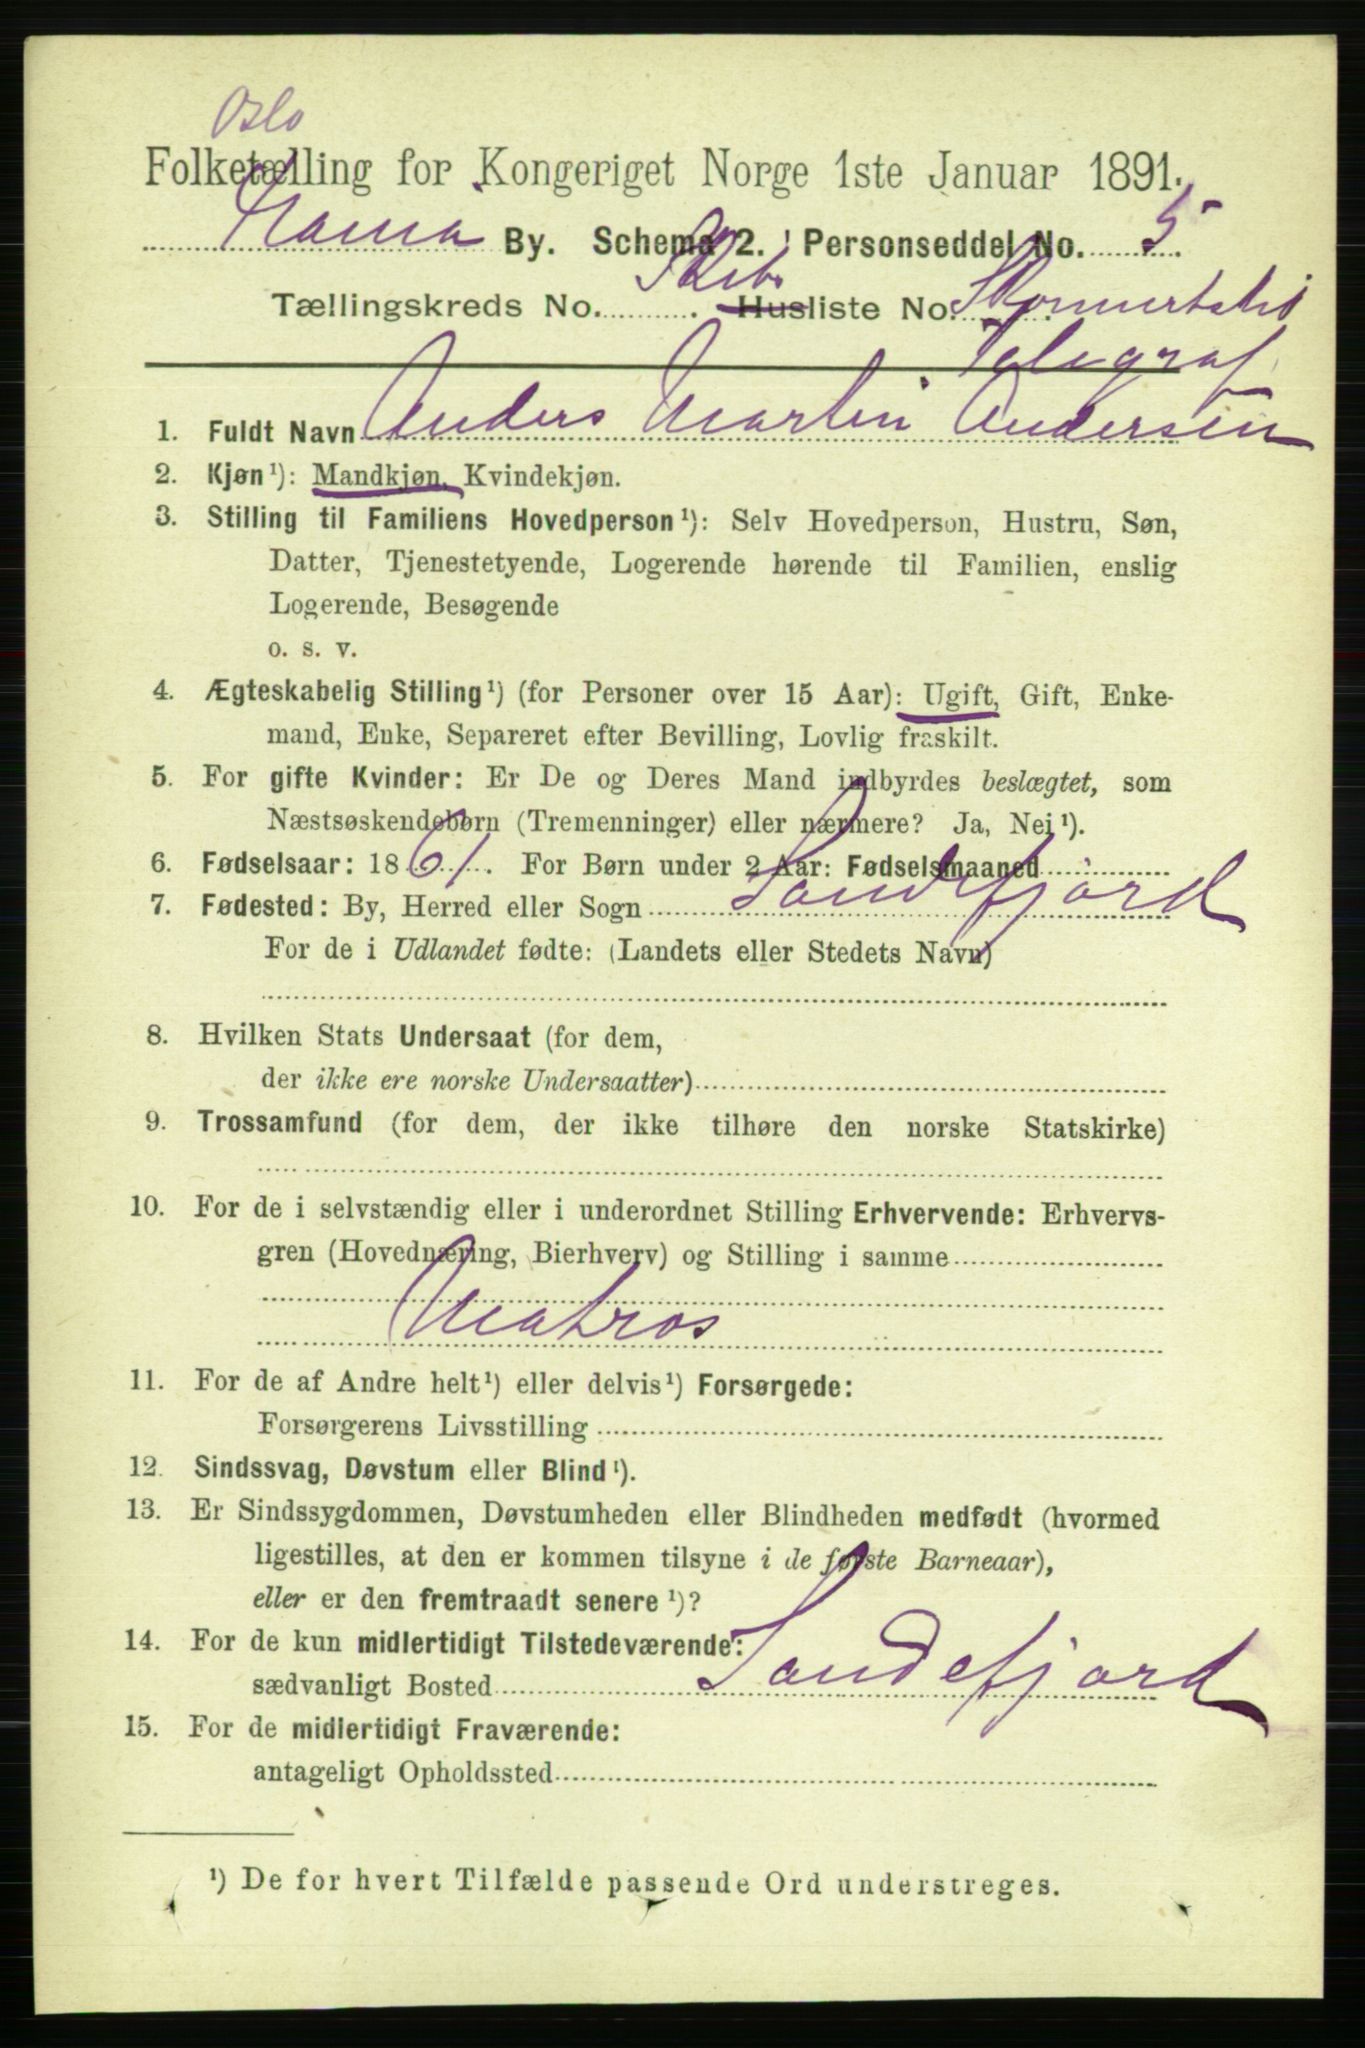 Oslo
Folketælling for Kongeriget Norge 1ste Januar 1891.
Havn By. Schema 2. Personseddel No. 5.
Tællingskreds No. Skibs Husliste No.
Telegraf
1. Fuldt Navn Anders Martin Andersen
2. Kjøn¹): Mandkjøn, Kvindekjøn.
3. Stilling til Familiens Hovedperson¹): Selv Hovedperson, Hustru, Søn,
Datter, Tjenestetyende, Logerende hørende til Familien, enslig
Logerende, Besøgende
o. s. v.
4. Ægteskabelig Stilling¹) (for Personer over 15 Aar): Ugift, Gift, Enke-
mand, Enke, Separeret efter Bevilling, Lovlig fraskilt.
5. For gifte Kvinder: Er De og Deres Mand indbyrdes beslægtet, som
Næstsøskendebørn (Tremenninger) eller nærmere? Ja, Nei¹).
6. Fødselsaar: 1861. For Børn under 2 Aar: Fødselsmaaned
7. Fødested: By, Herred eller Sogn Sandefjord
For de i Udlandet fødte: (Landets eller Stedets Navn)
8. Hvilken Stats Undersaat (for dem,
der ikke ere norske Undersaatter)
9. Trossamfund (for dem, der ikke tilhøre den norske Statskirke)
10. For de i selvstændig eller i underordnet Stilling Erhvervende: Erhvervs-
gren (Hovednæring, Bierhverv) og Stilling i samme
Matros
11. For de af Andre helt¹) eller delvis¹) Forsørgede:
Forsørgerens Livsstilling
12. Sindssvag, Døvstum eller Blind¹).
13. Er Sindssygdommen, Døvstumheden eller Blindheden medfødt (hvormed
ligestilles, at den er kommen tilsyne i de første Barneaar),
eller er den fremtraadt senere¹)?
14. For de kun midlertidigt Tilstedeværende:
sædvanligt Bosted Sandefjord
15. For de midlertidigt Fraværende:
antageligt Opholdssted
¹) De for hvert Tilfælde passende Ord understreges.